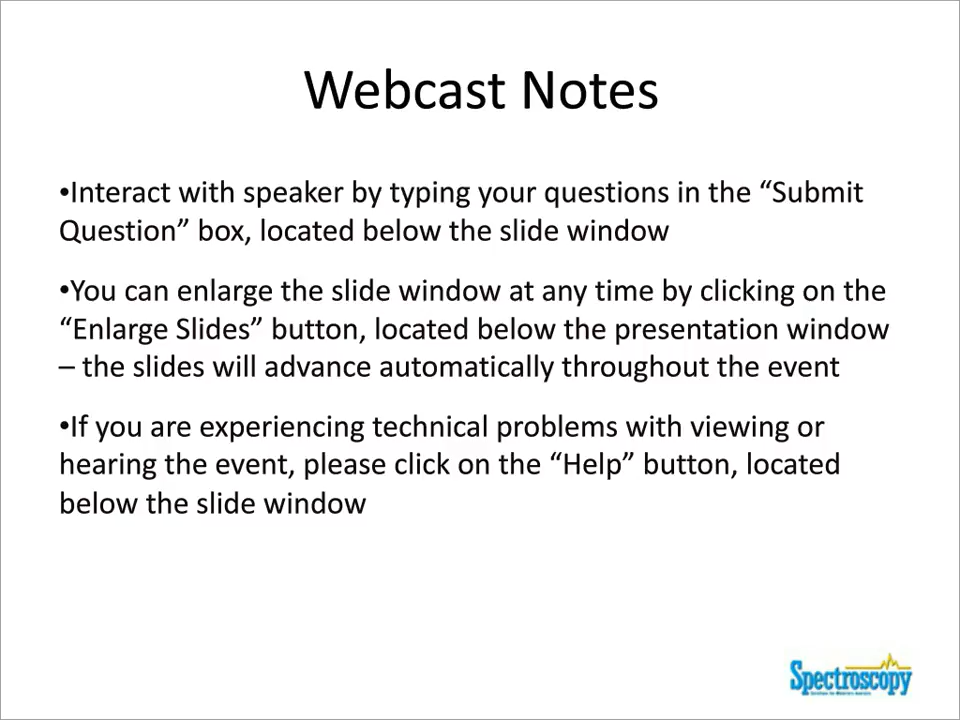 Webcast Notes
•Interact with speaker by typing your questions in the “Submit
Question” box, located below the slide window
•You can enlarge the slide window at any time by clicking on the
“Enlarge Slides” button, located below the presentation window
– the slides will advance automatically throughout the event
•If you are experiencing technical problems with viewing or
hearing the event, please click on the “Help” button, located
below the slide window
Spectroscopy